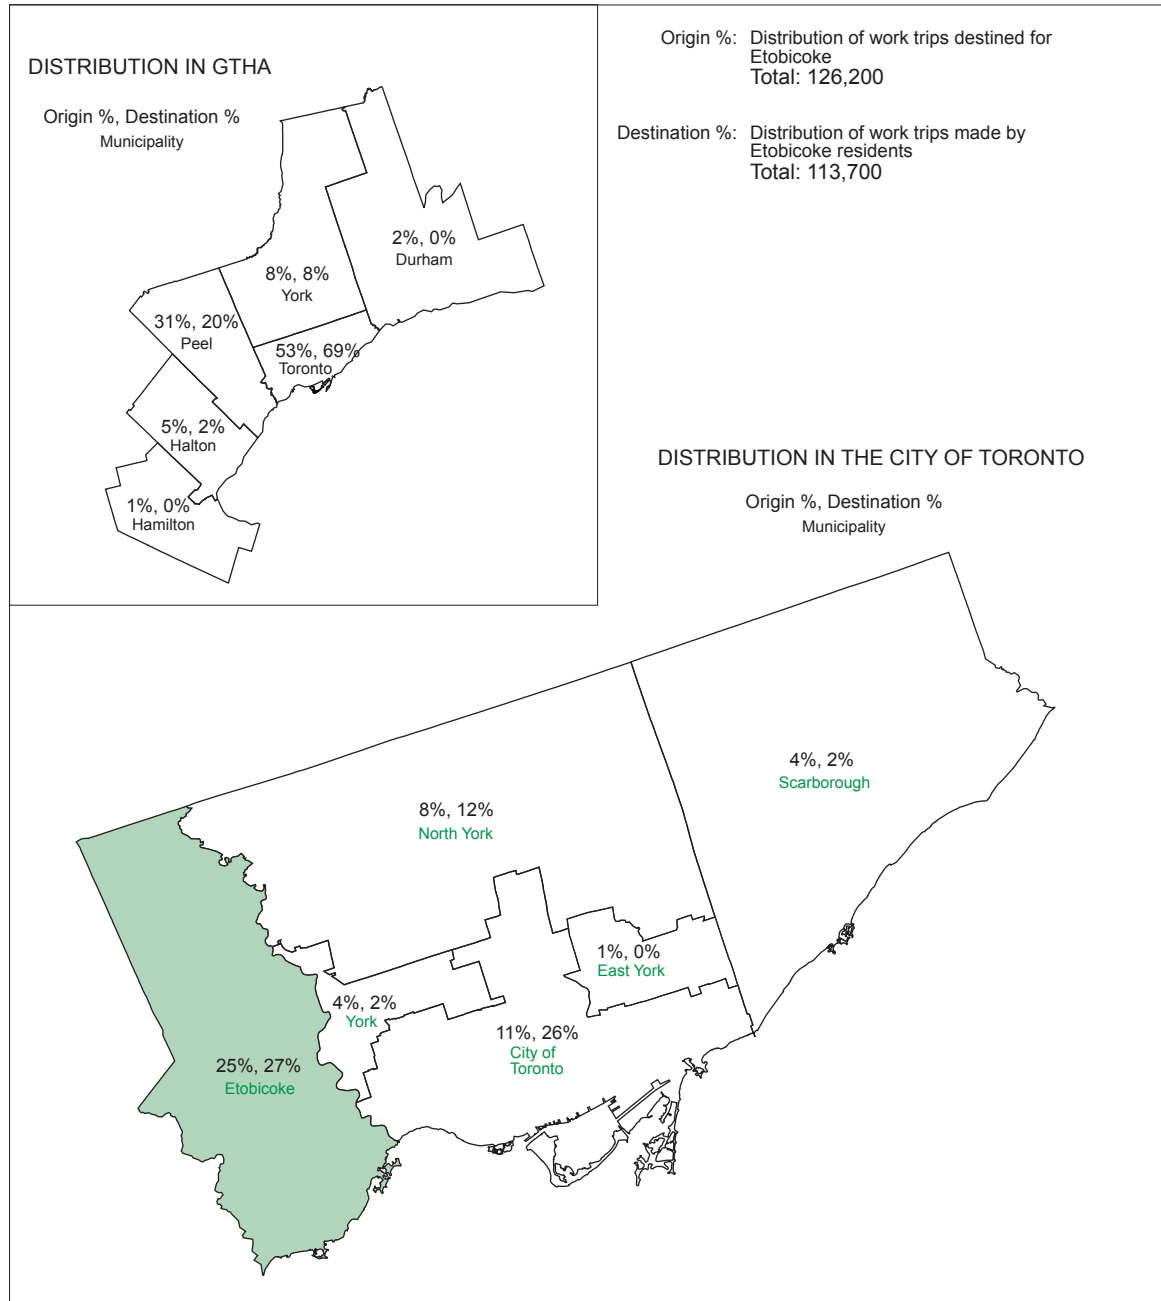 DISTRIBUTION IN GTHA
Origin %, Destination %
Municipality
2%, 0%
Durham
8%, 8%
York
31%, 20%
Peel
53%, 69%
Toronto
5%, 2%
Halton
1%, 0%
Hamilton
Origin %: Distribution of work trips destined for
Etobicoke
Total: 126,200
Destination %: Distribution of work trips made by
Etobicoke residents
Total: 113,700
DISTRIBUTION IN THE CITY OF TORONTO
Origin %, Destination %
Municipality
4%, 2%
Scarborough
8%, 12%
North York
1%, 0%
East York
4%, 2%
York
11%, 26%
City of
Toronto
25%, 27%
Etobicoke